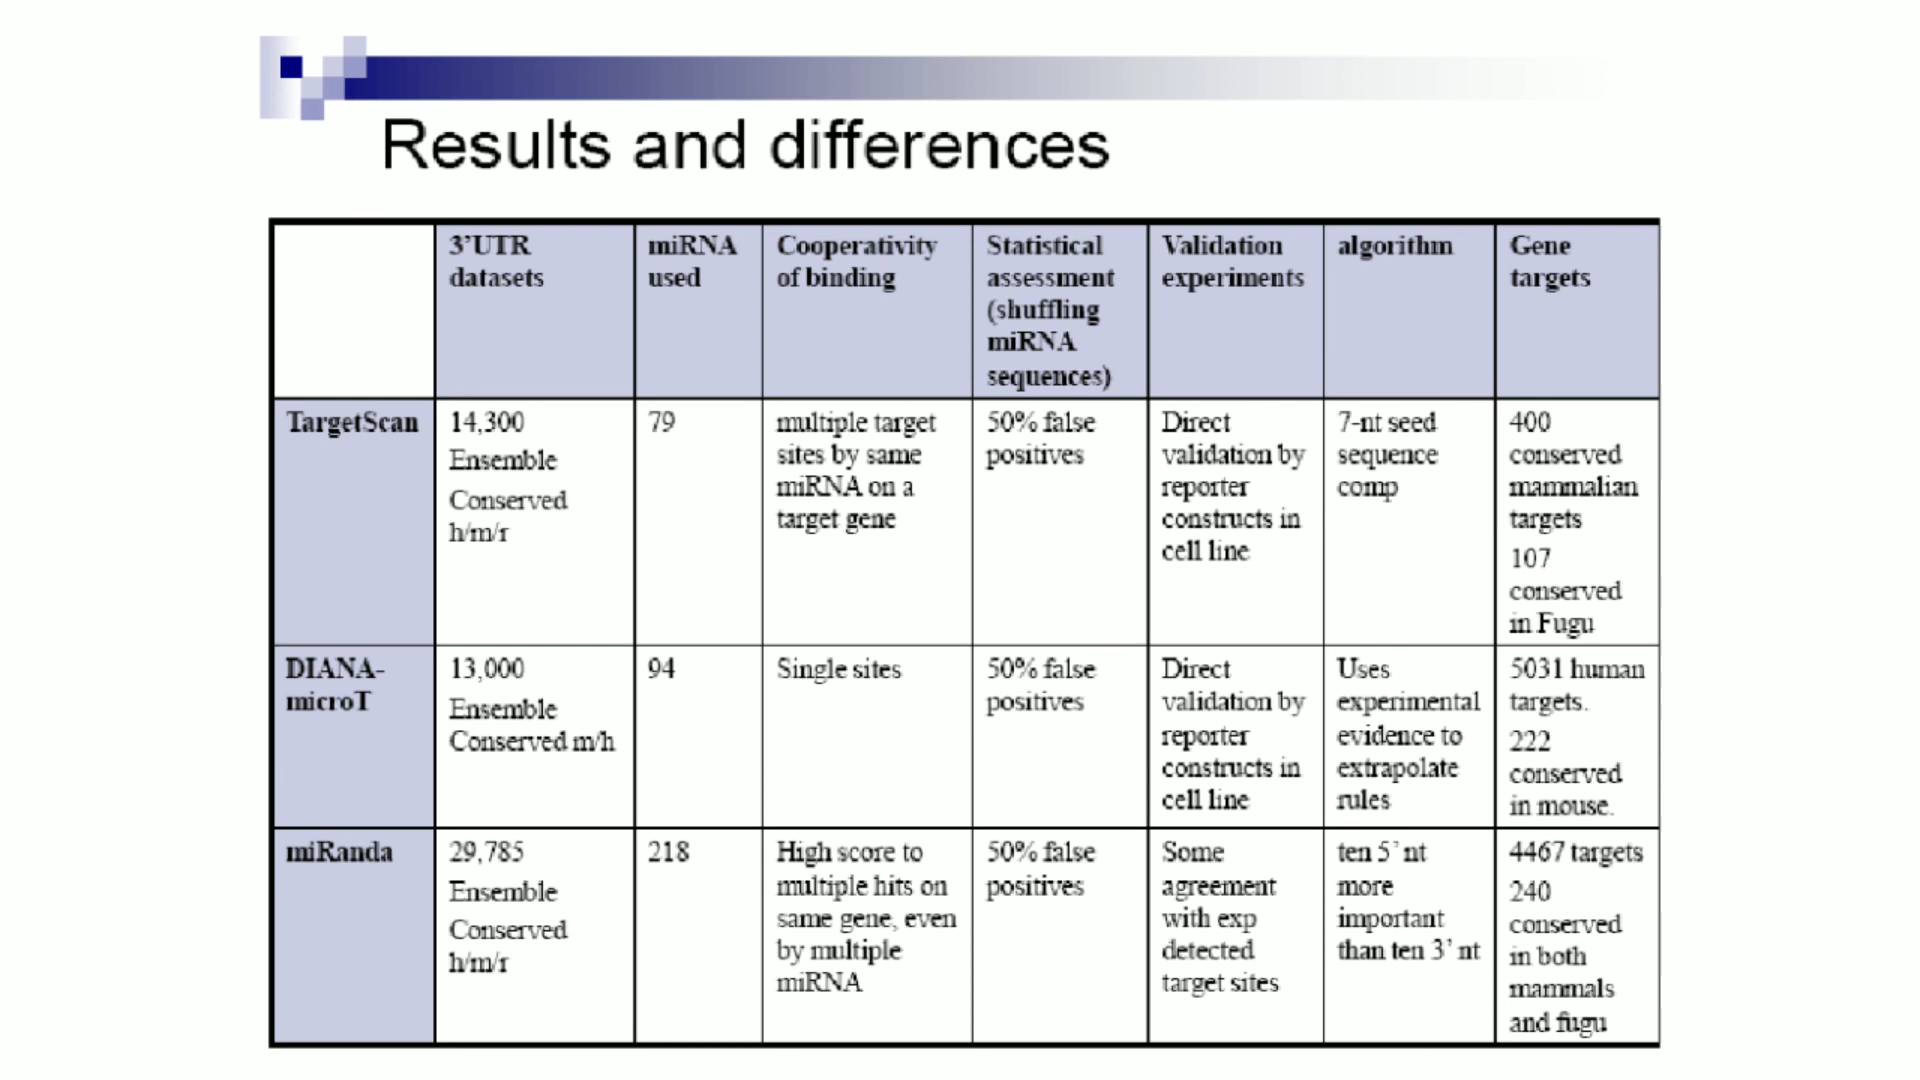 Results and differences
3’UTR
datasets
miRNA
used
Cooperativity
of binding
Statistical
assessment
(shuffling
miRNA
sequences)
Validation
experiments
algorithm
Gene
targets
TargetScan
14,300
Ensemble
Conserved
h/m/r
79
multiple target
sites by same
miRNA on a
target gene
50% false
positives
Direct
validation by
reporter
constructs in
cell line
7-nt seed
sequence
comp
400
conserved
mammalian
targets
107
conserved
in Fugu
DIANA-
microT
13,000
Ensemble
Conserved m/h
94
Single sites
50% false
positives
Direct
validation by
reporter
constructs in
cell line
Uses
experimental
evidence to
extrapolate
rules
5031 human
targets.
222
conserved
in mouse.
miRanda
29,785
Ensemble
Conserved
h/m/r
218
High score to
multiple hits on
same gene, even
by multiple
miRNA
50% false
positives
Some
agreement
with exp
detected
target sites
ten 5’ nt
more
important
than ten 3’ nt
4467 targets
240
conserved
in both
mammals
and fugu